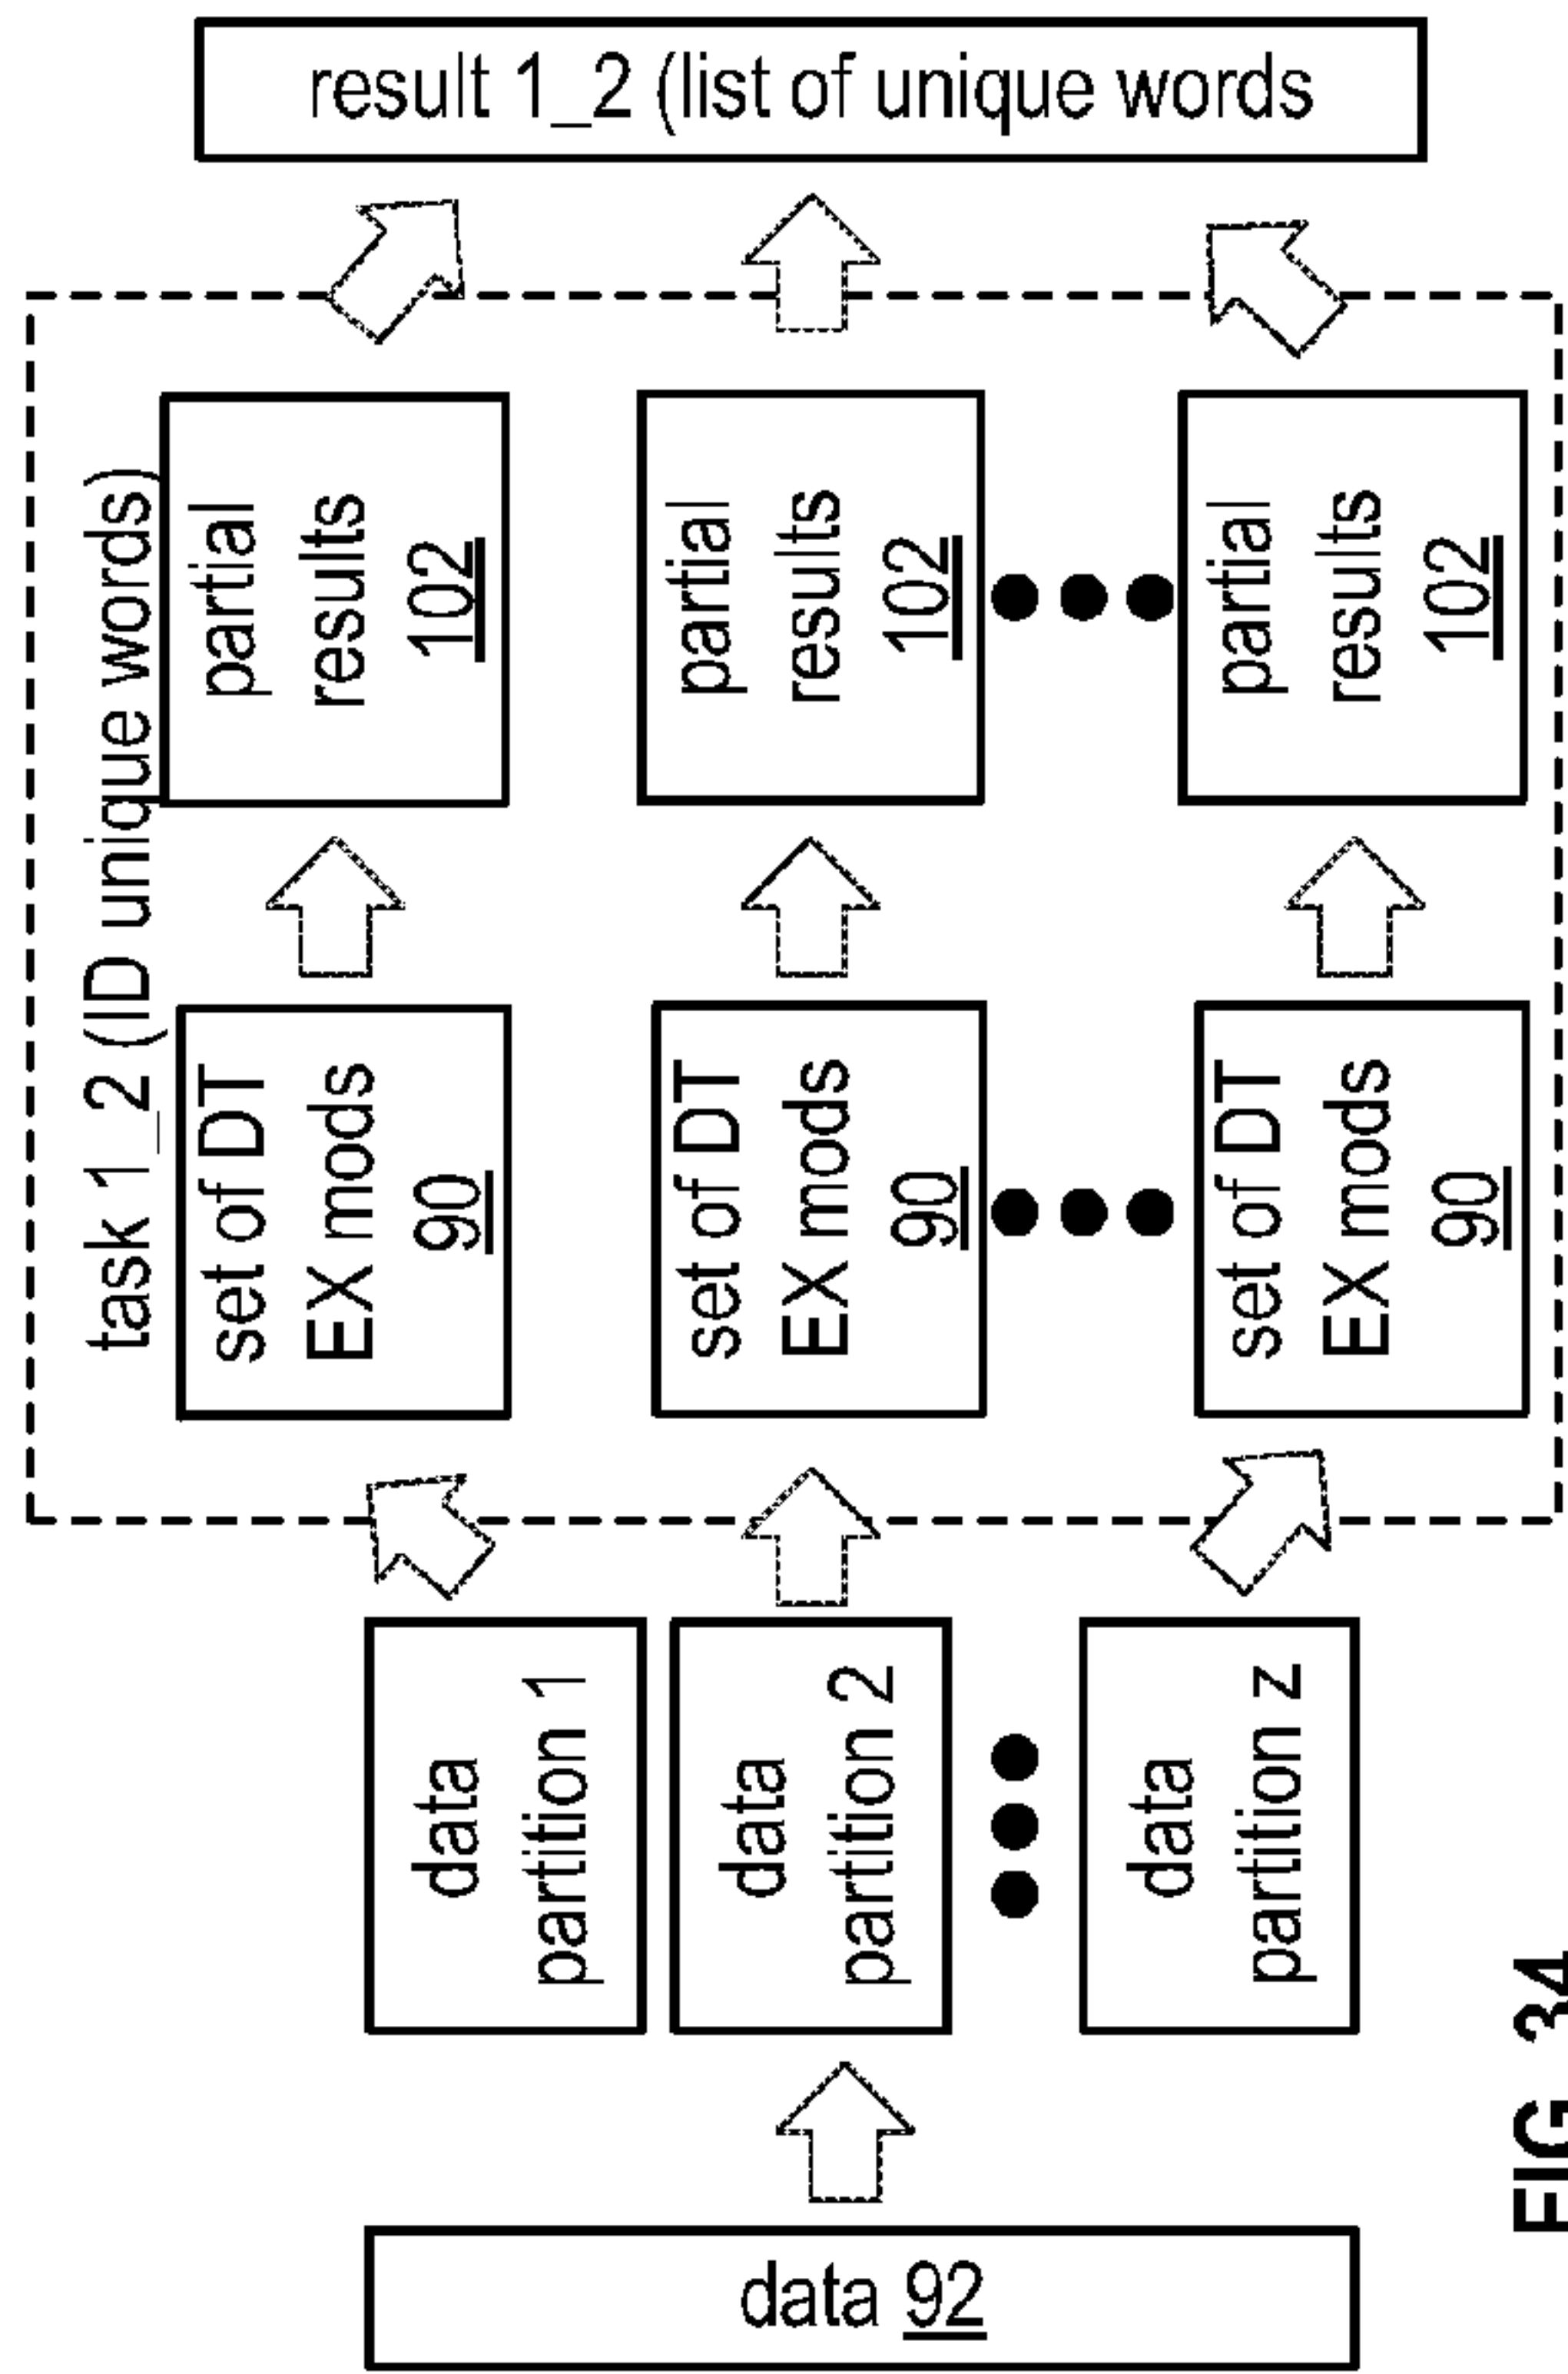 result 1_2 (list of unique words
task 1_2 (ID unique words)
partial
results
102
partial
results
102
partial
results
102
set of DT
EX mods
90
set of DT
EX mods
90
set of DT
EX mods
90
data
partition 1
data
partition 2
data
partition z
data 92
FIG 34